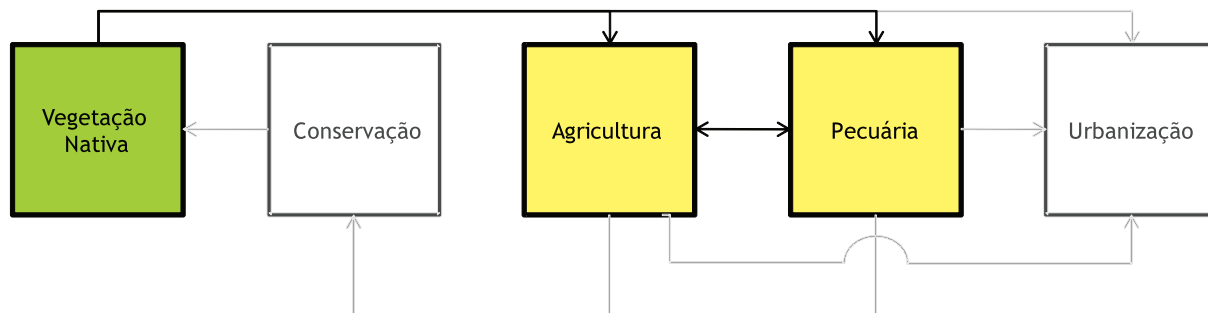 Vegetação
Nativa
Conservação
Agricultura
Pecuária
Urbanização